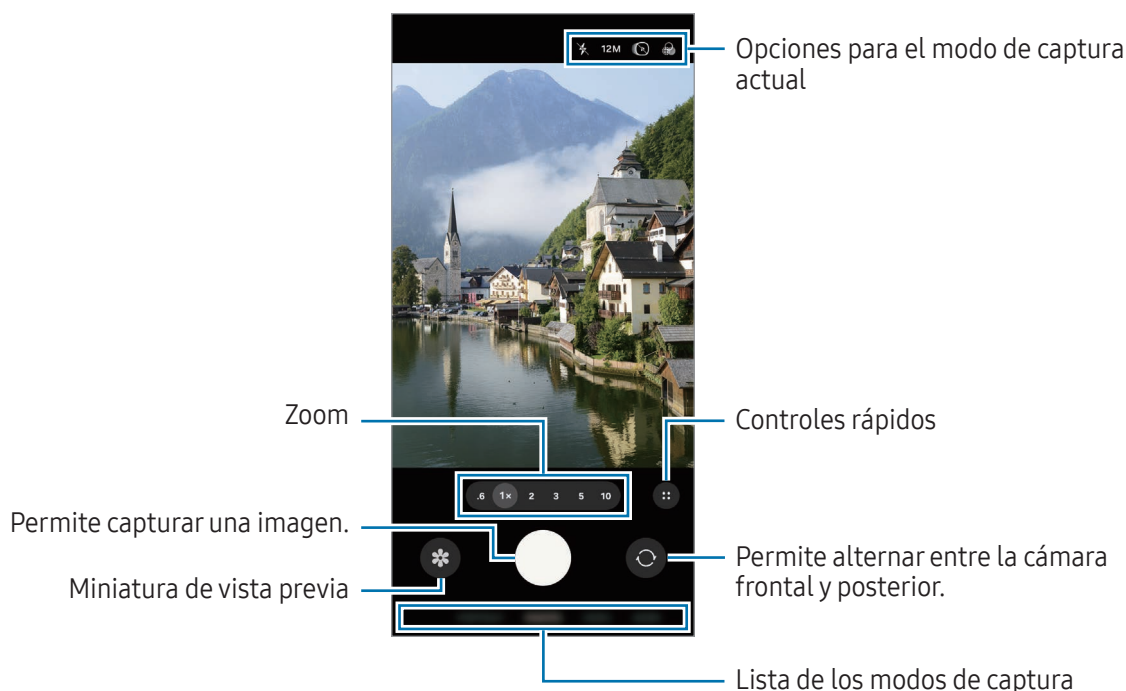 12M
Opciones para el modo de captura
actual
Zoom
Controles rápidos
.6 1× 2 3 5 10
Permite capturar una imagen.
Permite alternar entre la cámara
frontal y posterior.
Miniatura de vista previa
Lista de los modos de captura